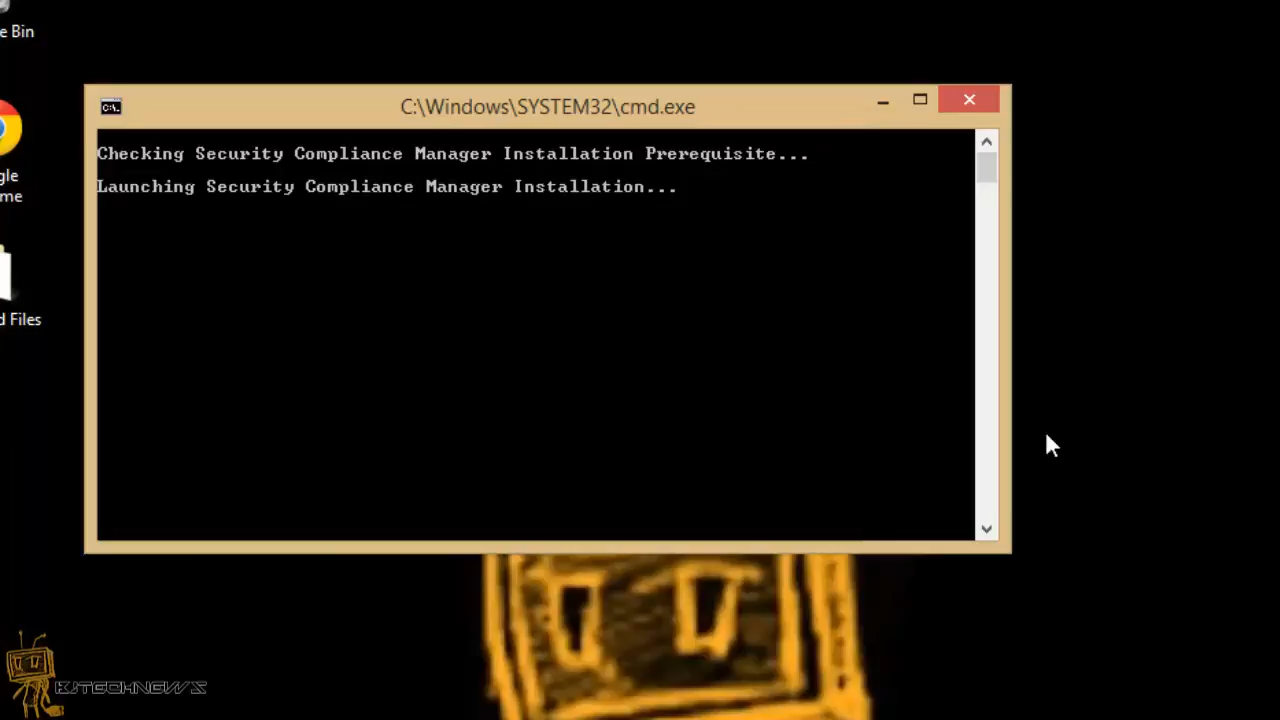 e Bin
C:\Windows\SYSTEM32\cmd.exe
C:\.
Checking Security Compliance Manager Installation Prerequisite...
Launching Security Compliance Manager Installation...
gle
me
d Files
KJTECHNEWS